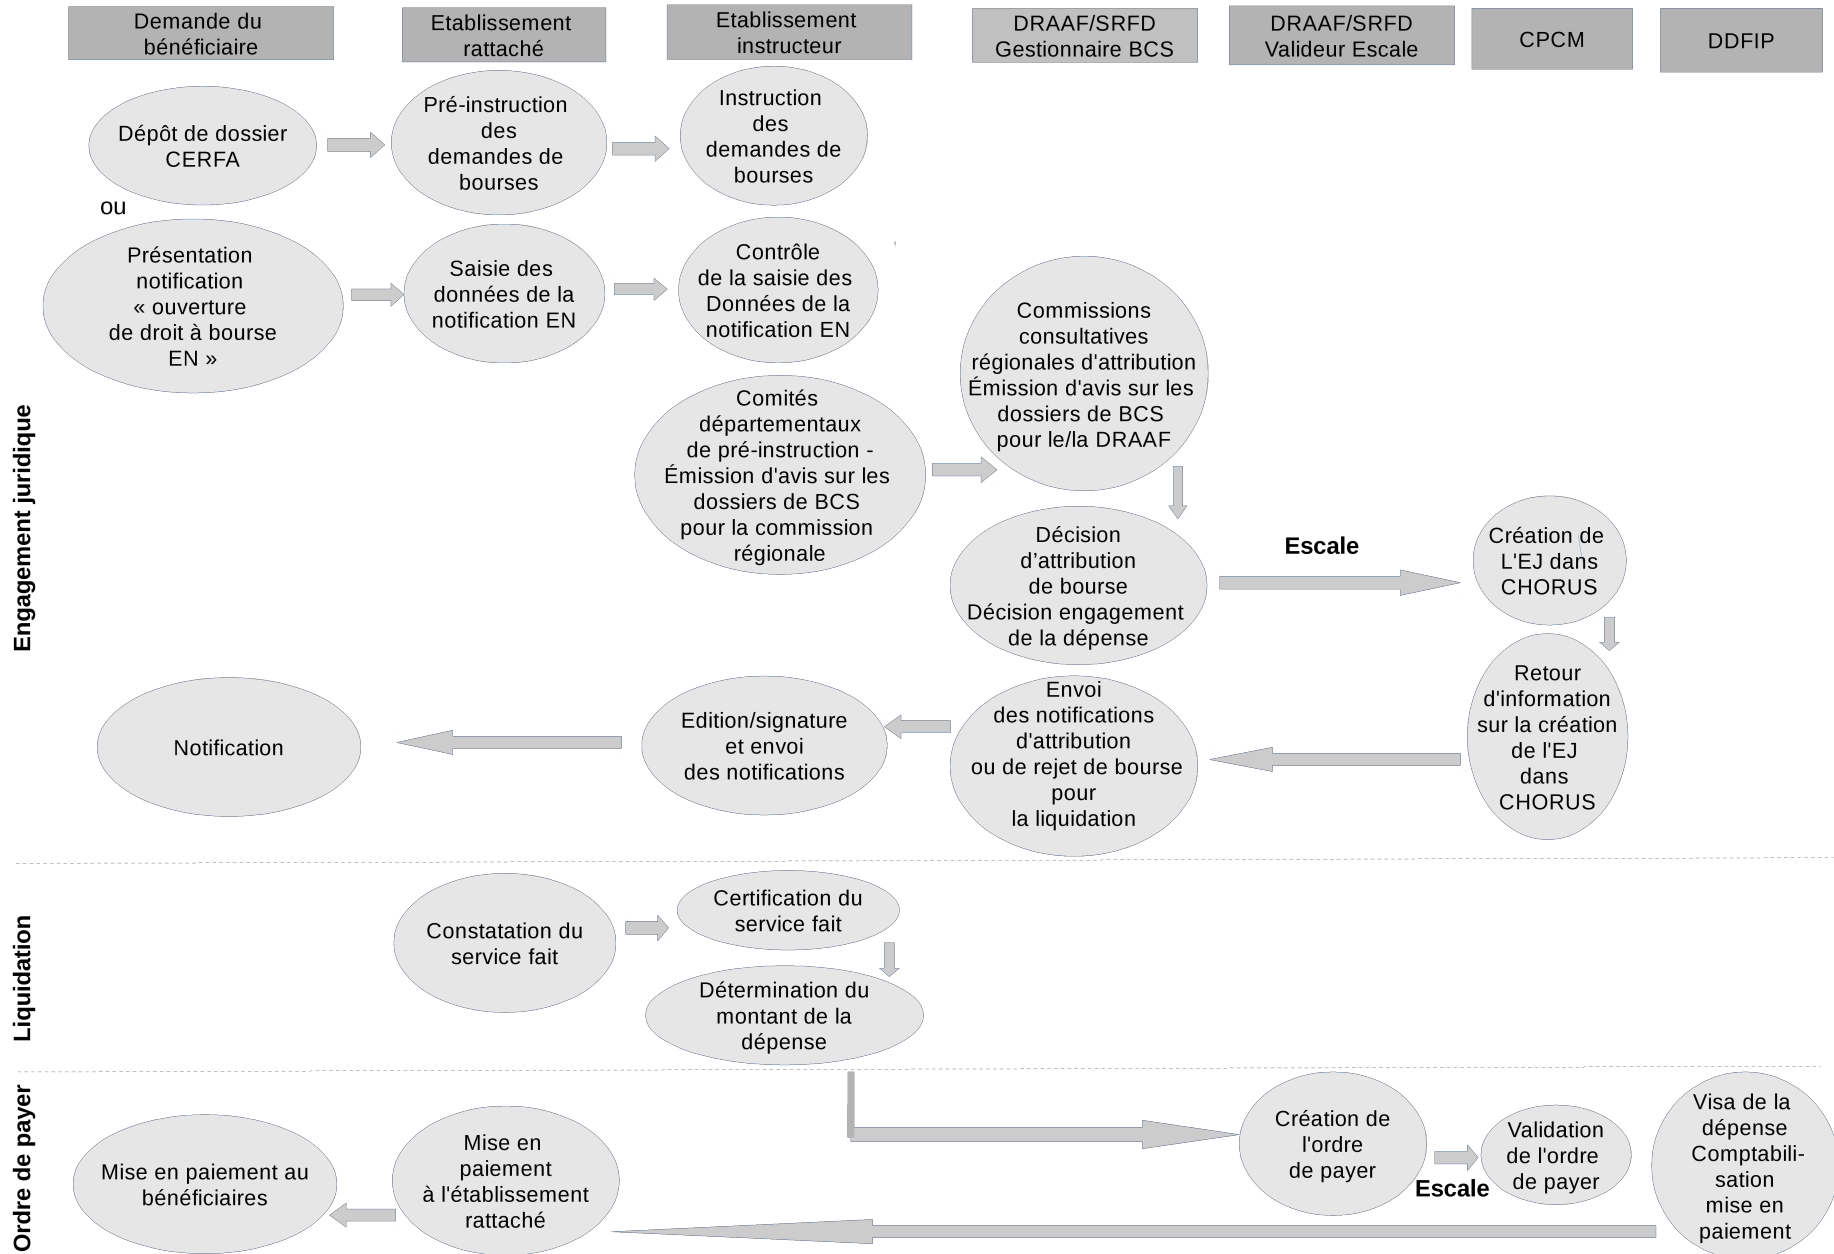 Demande du
bénéficiaire
Etablissement
rattaché
Etablissement
instructeur
DRAAF/SRFD
Gestionnaire BCS
DRAAF/SRFD
Valideur Escale
CPCM
DDFIP
Engagement juridique
Dépôt de dossier
CERFA
Pré-instruction
des
demandes de
bourses
Instruction
des
demandes de
bourses
ou
Présentation
notification
« ouverture
de droit à bourse
EN »
Saisie des
données de la
notification EN
Contrôle
de la saisie des
Données de la
notification EN
Comités
départementaux
de pré-instruction -
Émission d'avis sur les
dossiers de BCS
pour la commission
régionale
Commissions
consultatives
régionales d'attribution
Émission d'avis sur les
dossiers de BCS
pour le/la DRAAF
Décision
d’attribution
de bourse
Décision engagement
de la dépense
Escale
Création de
L'EJ dans
CHORUS
Retour
d'information
sur la création
de l'EJ
dans
CHORUS
Envoi
des notifications
d'attribution
ou de rejet de bourse
pour
la liquidation
Edition/signature
et envoi
des notifications
Notification
Liquidation
Constatation du
service fait
Certification du
service fait
Détermination du
montant de la
dépense
Ordre de payer
Création de
l'ordre
de payer
Escale
Validation
de l'ordre
de payer
Visa de la
dépense
Comptabili-
sation
mise en
paiement
Mise en
paiement
à l'établissement
rattaché
Mise en paiement au
bénéficiaires